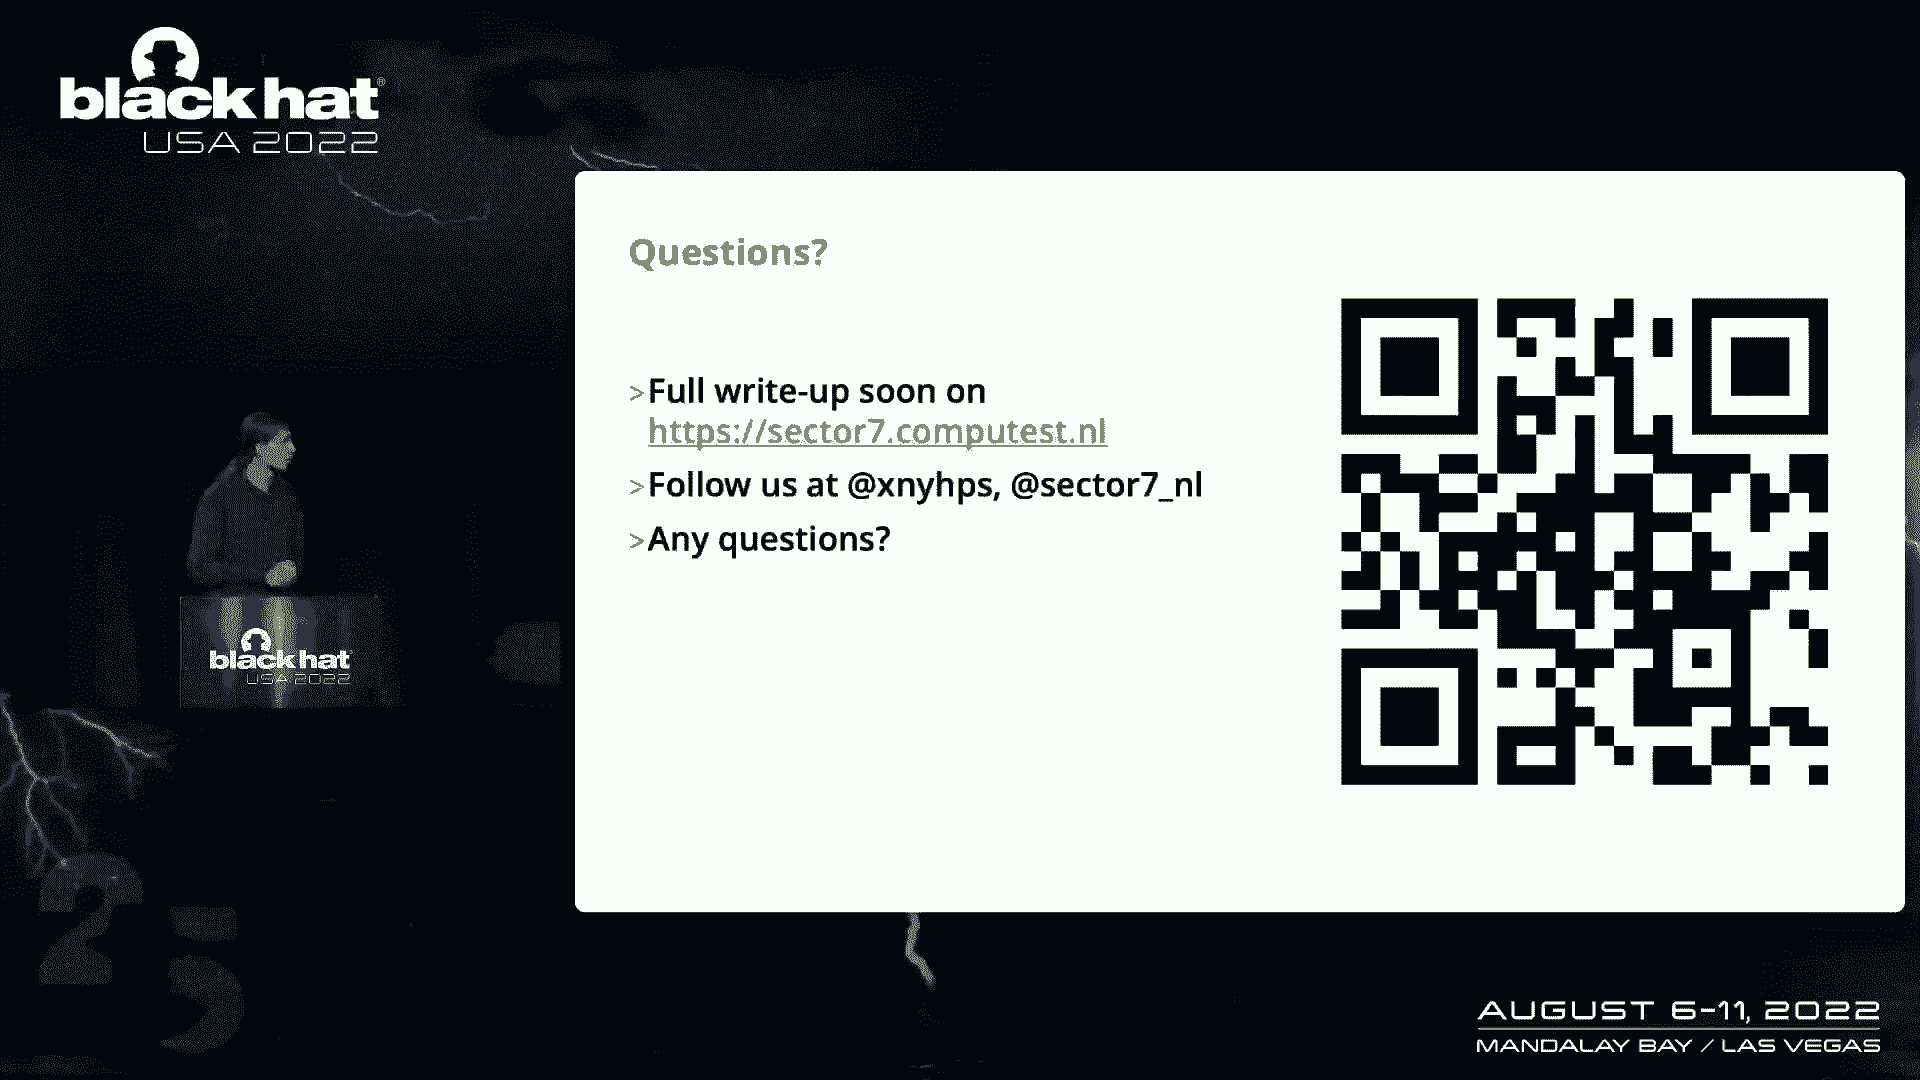 black hat®
USA 2022
Questions?
>Full write-up soon on
https://sector7.computest.nl
>Follow us at @xnyhps, @sector7_nl
>Any questions?
black hat
USA 2022
25
AUGUST 6-11, 2022
MANDALAY BAY / LAS VEGAS